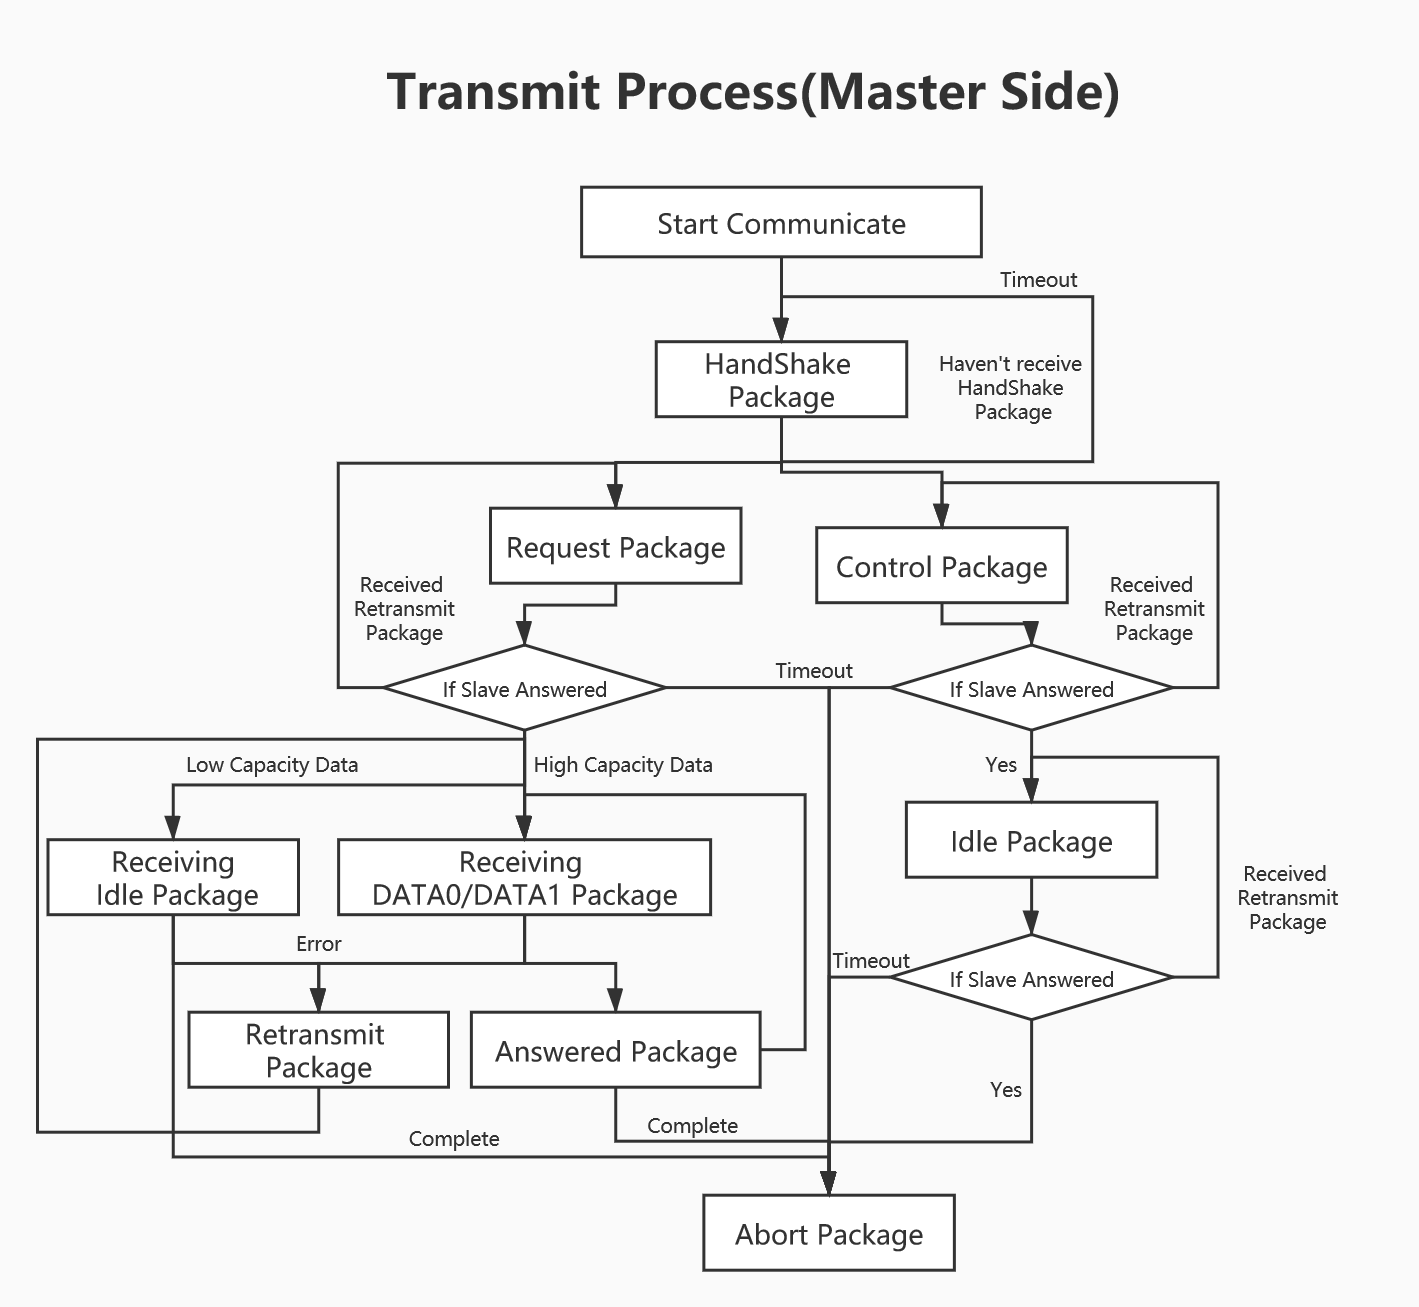 Transmit Process(Master Side)
Start Communicate
Timeout
HandShake
Package
Haven't receive
HandShake
Package
Request Package
Control Package
Received
Retransmit
Package
Received
Retransmit
Package
If Slave Answered
Timeout
If Slave Answered
Low Capacity Data
High Capacity Data
Yes
Receiving
Idle Package
Receiving
DATA0/DATA1 Package
Idle Package
Received
Retransmit
Package
Error
Timeout
If Slave Answered
Retransmit
Package
Answered Package
Yes
Complete
Complete
Abort Package